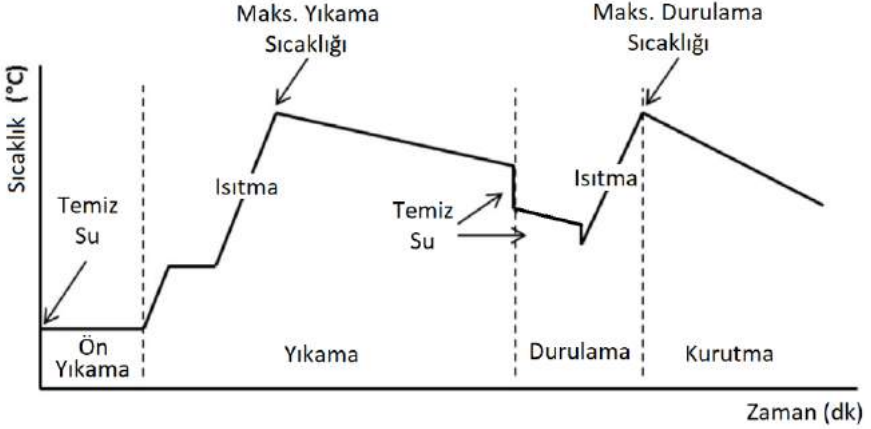 Maks. Yıkama
Sıcaklığı
Maks. Durulama
Sıcaklığı
Sıcaklık (°C)
Isıtma
Isıtma
Temiz
Su
Temiz
Su
Ön
Yıkama
Yıkama
Durulama
Kurutma
Zaman (dk)